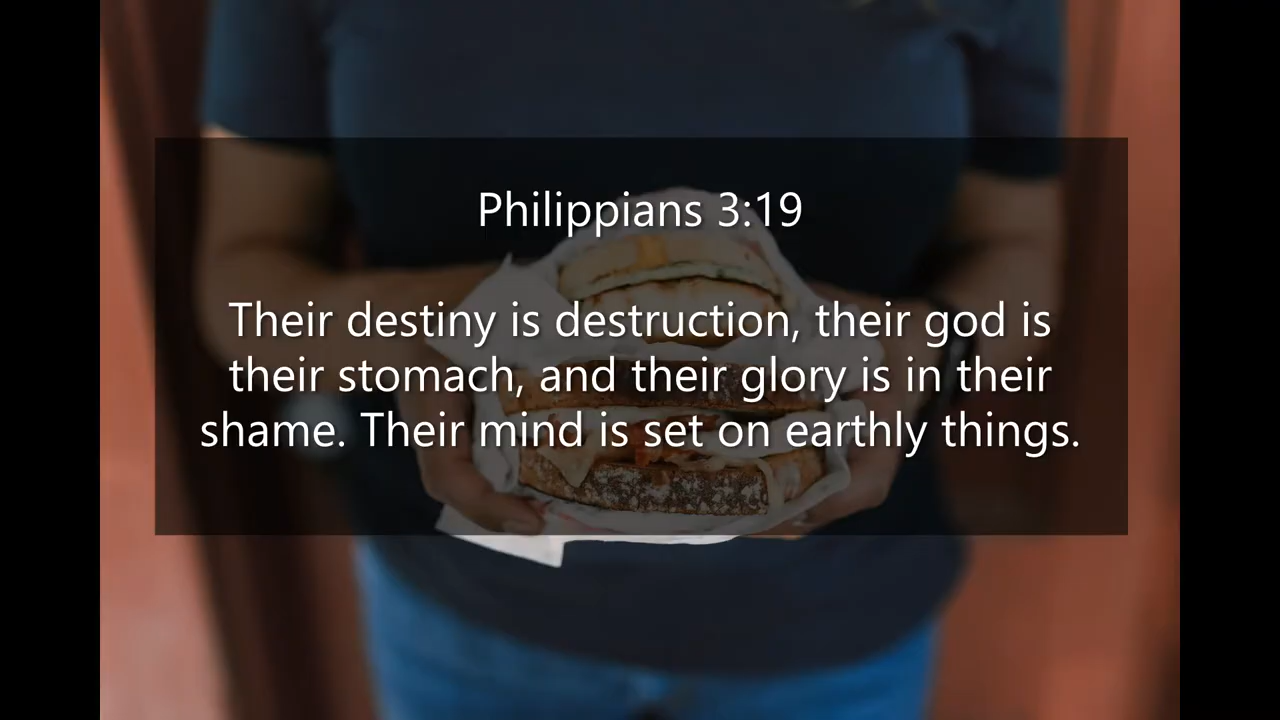 Philippians 3:19
Their destiny is destruction, their god is
their stomach, and their glory is in their
shame. Their mind is set on earthly things.